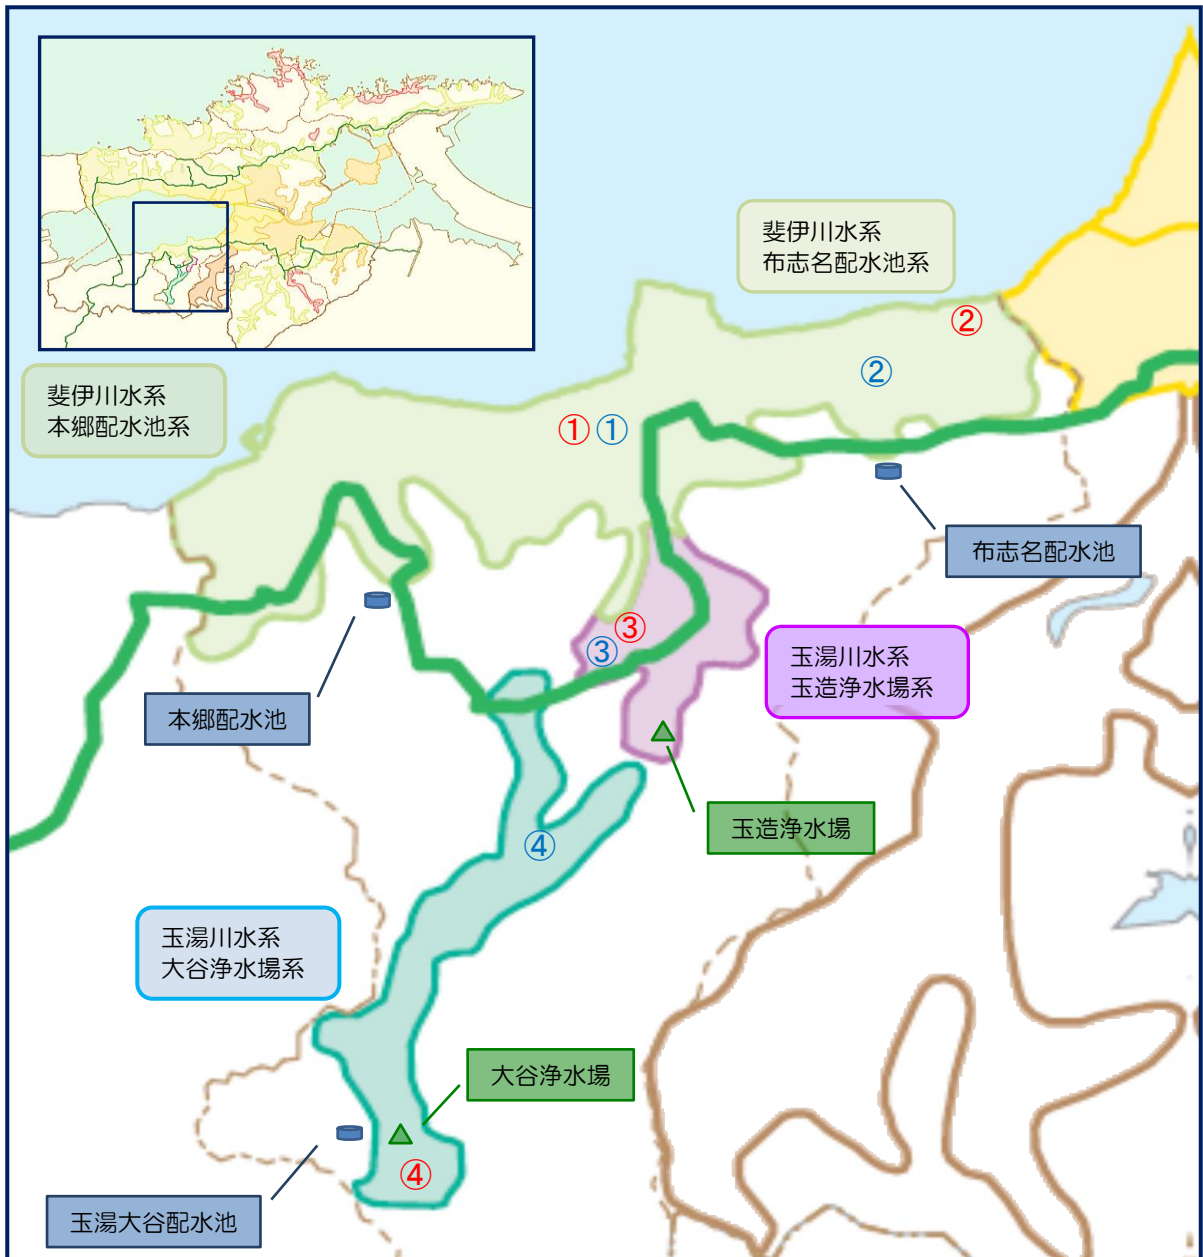 斐伊川水系
布志名配水池系
②
②
斐伊川水系
本郷配水池系
①
①
布志名配水池
③
③
玉湯川水系
玉造浄水場系
本郷配水池
玉造浄水場
④
玉湯川水系
大谷浄水場系
大谷浄水場
④
玉湯大谷配水池